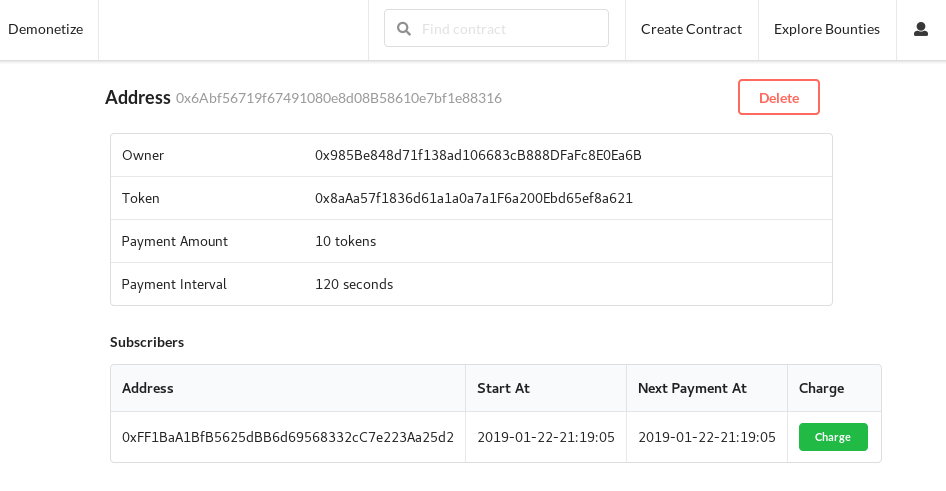 Demonetize Find contract Create Contract Explore Bounties
Address 0x6Abf56719f67491080e8d08B58610e7bf1e88316 Delete
Owner 0x985Be848d71f138ad106683cB888DFaFc8E0Ea6B
Token 0x8aAa57f1836d61a1a0a7a1F6a200Ebd65ef8a621
Payment Amount 10 tokens
Payment Interval 120 seconds
Subscribers
Address Start At Next Payment At Charge
0xFF1BaA1BfB5625dBB6d69568332cC7e223Aa25d2 2019-01-22-21:19:05 2019-01-22-21:19:05 Charge